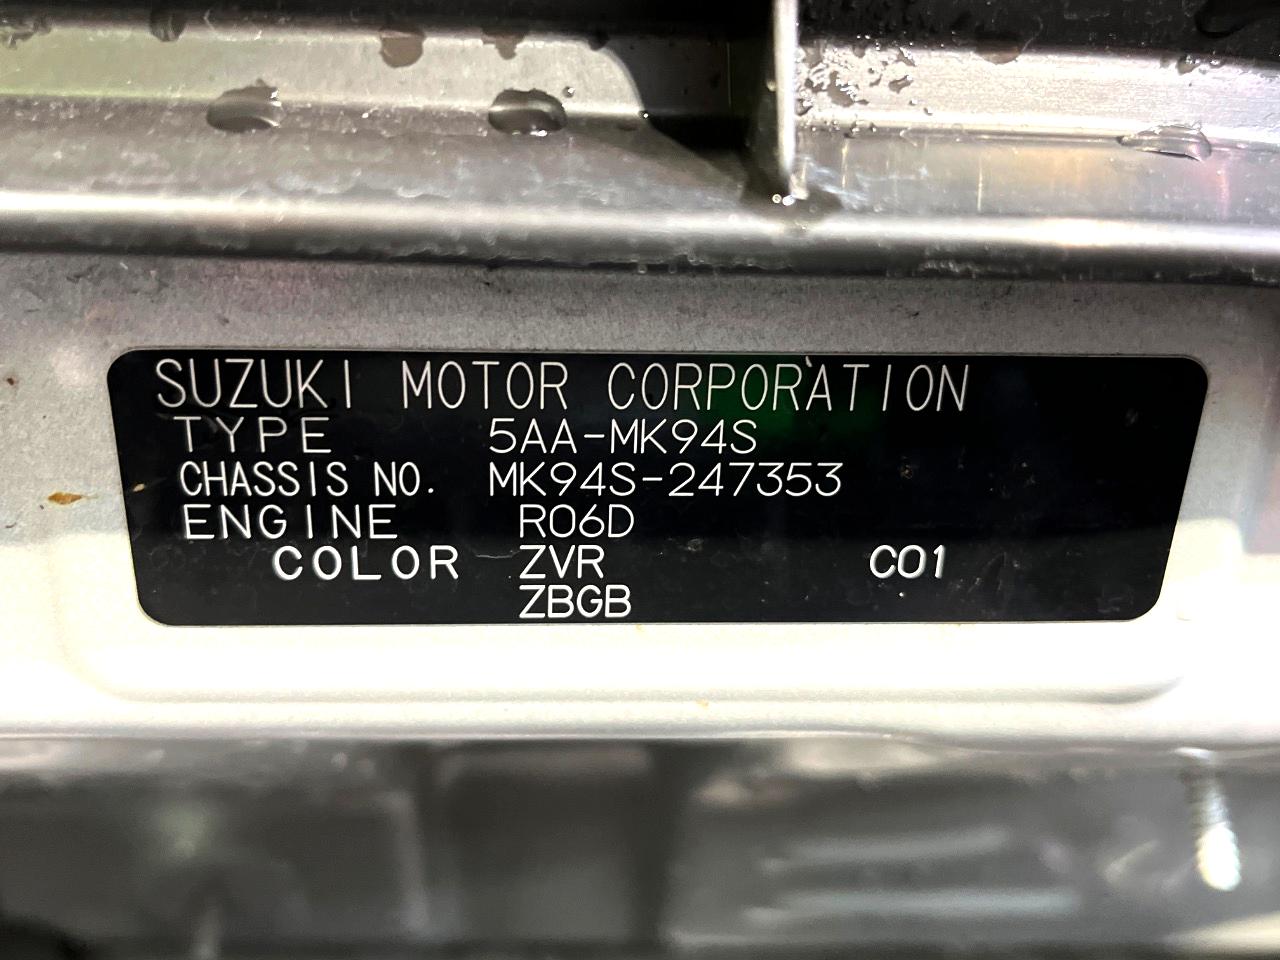 SUZUKI MOTOR CORPORATION
TYPE 5AA-MK94S
CHASSIS NO. MK94S-247353
ENGINE R06D
COLOR ZVR C01
ZBGB